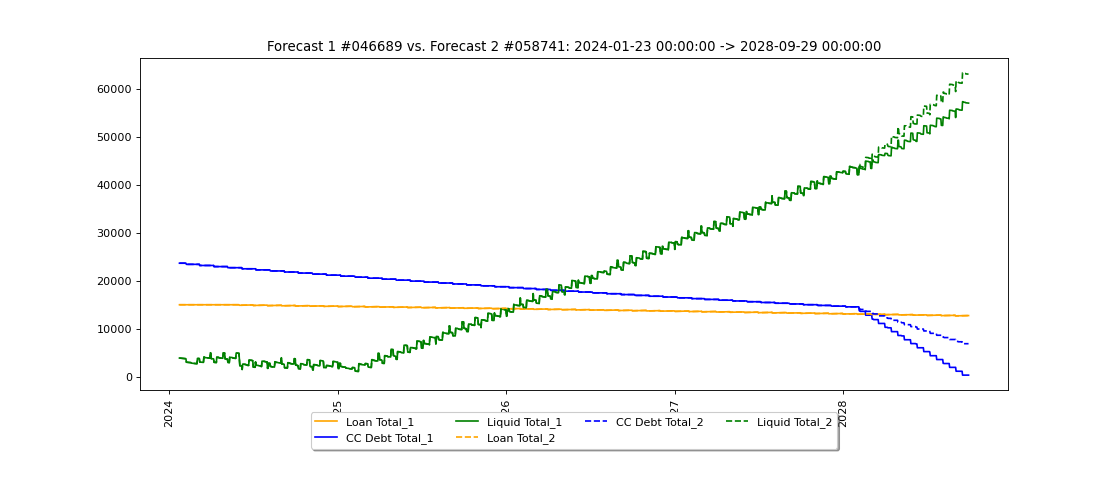 Forecast 1 #046689 vs. Forecast 2 #058741: 2024-01-23 00:00:00 -> 2028-09-29 00:00:00
60000
50000
40000
30000
20000
10000
0
2024
25
26
27
2028
Loan Total_1
Liquid Total_1
CC Debt Total_2
Liquid Total_2
CC Debt Total_1
Loan Total_2